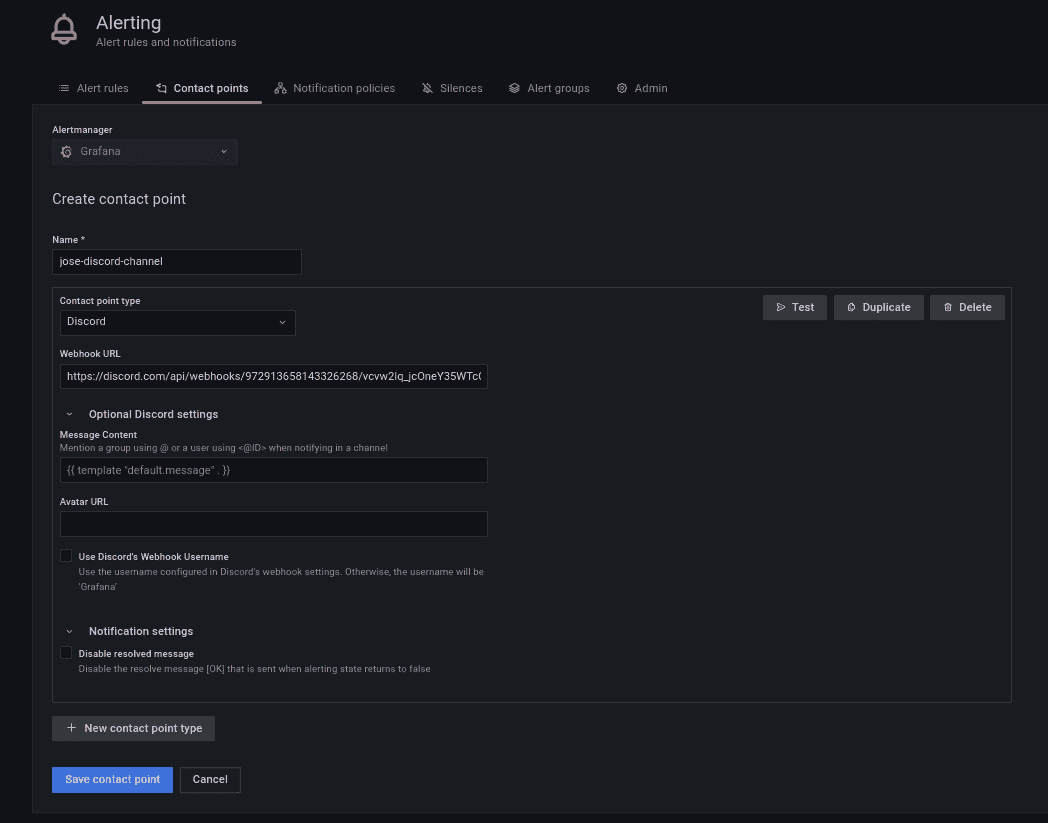 Alerting
Alert rules and notifications
Alert rules
Contact points
Notification policies
Silences
Alert groups
Admin
Alertmanager
Grafana
Create contact point
Name *
jose-discord-channel
Contact point type
Discord
Test
Duplicate
Delete
Webhook URL
https://discord.com/api/webhooks/972913658143326268/
Optional Discord settings
Message Content
Mention a group using @ or a user using <@ID> when notifying in a channel
{{ template "default.message" . }}
Avatar URL
Use Discord's Webhook Username
Use the username configured in Discord's webhook settings. Otherwise, the username will be
'Grafana'
Notification settings
Disable resolved message
Disable the resolve message [OK] that is sent when alerting state returns to false
+ New contact point type
Save contact point
Cancel